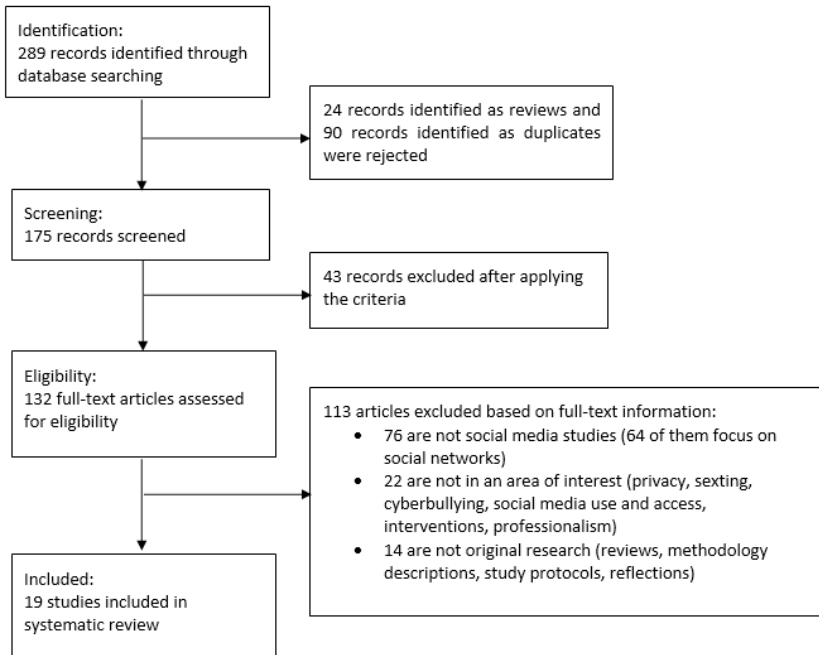 Identification:
289 records identified through
database searching
24 records identified as reviews and
90 records identified as duplicates
were rejected
Screening:
175 records screened
43 records excluded after applying
the criteria
Eligibility:
132 full-text articles assessed
for eligibility
113 articles excluded based on full-text information:
• 76 are not social media studies (64 of them focus on
social networks)
• 22 are not in an area of interest (privacy, sexting,
cyberbullying, social media use and access,
interventions, professionalism)
• 14 are not original research (reviews, methodology
descriptions, study protocols, reflections)
Included:
19 studies included in
systematic review